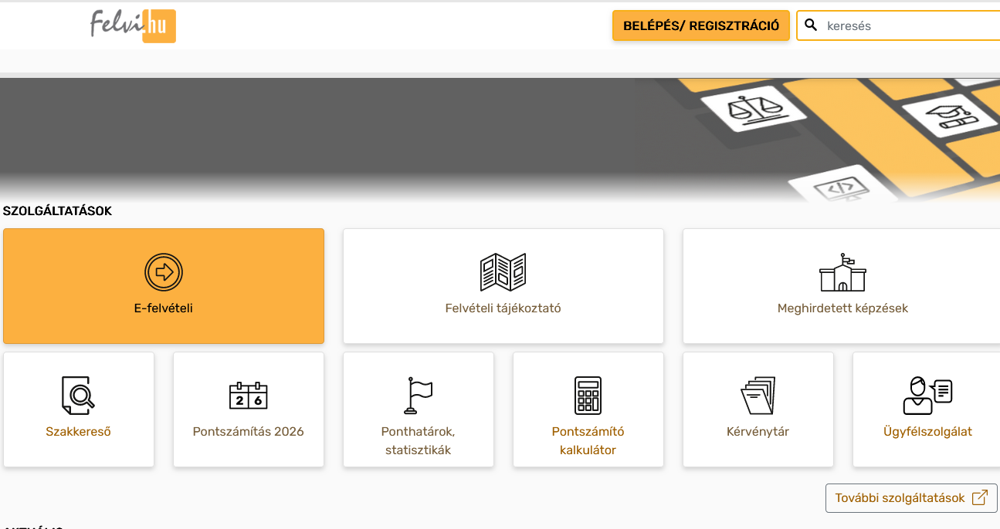 Felvi.hu
BELÉPÉS/ REGISZTRÁCIÓ
keresés
SZOLGÁLTATÁSOK
E-felvételi
Felvételi tájékoztató
Meghirdetett képzések
Szakkereső
2 6
Pontszámítás 2026
Ponthatárok,
statisztikák
Pontszámító
kalkulátor
Kérvénytár
Ügyfélszolgálat
További szolgáltatások